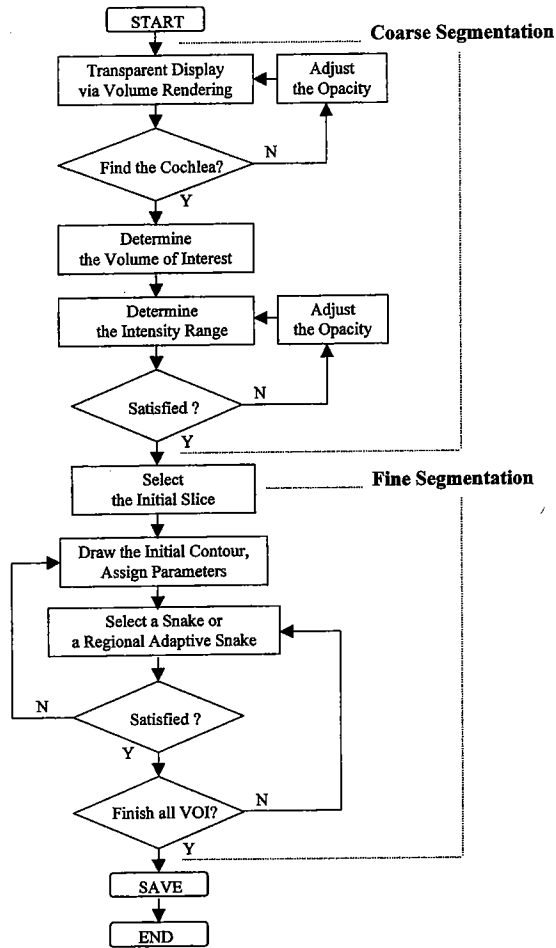 START
Coarse Segmentation
Transparent Display
via Volume Rendering
Adjust
the Opacity
Find the Cochlea?
N
Y
Determine
the Volume of Interest
Determine
the Intensity Range
Adjust
the Opacity
Satisfied ?
N
Y
Select
the Initial Slice
Fine Segmentation
Draw the Initial Contour,
Assign Parameters
Select a Snake or
a Regional Adaptive Snake
Satisfied ?
N
Y
Finish all VOI?
N
Y
SAVE
END